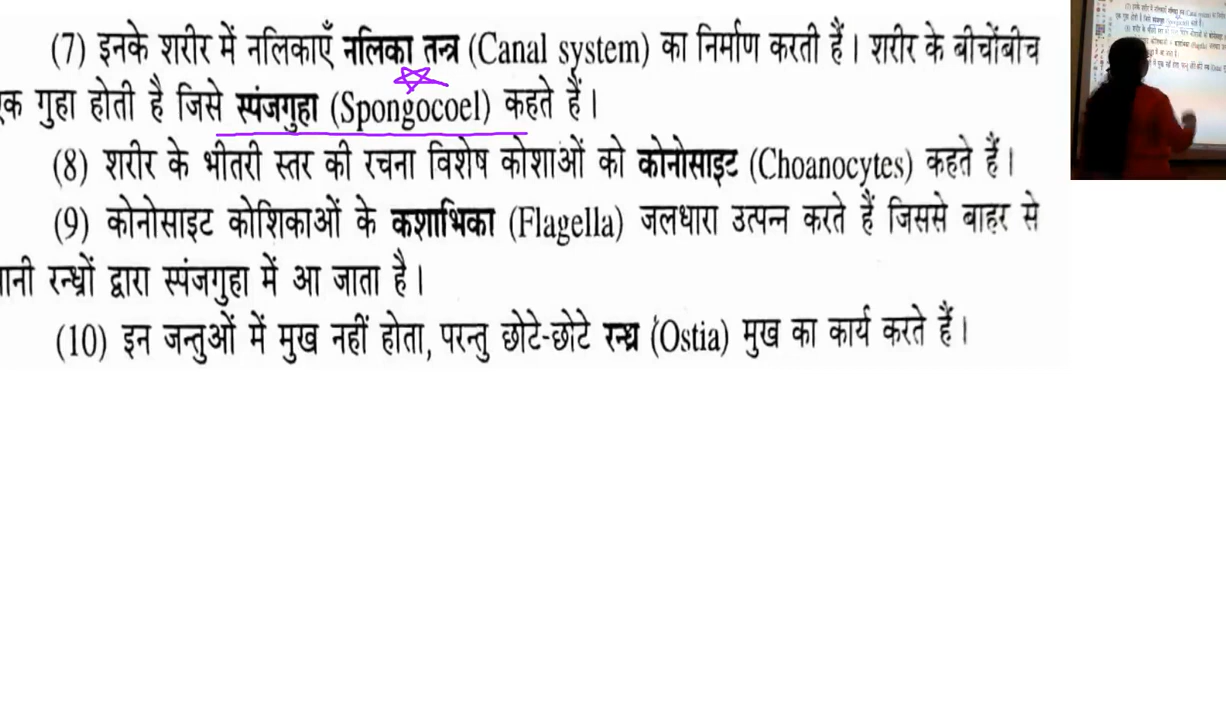 (7) इनके शरीर में नलिकाएँ नलिका तन्त्र (Canal system) का निर्माण करती हैं। शरीर के बीचोंबीच
एक गुहा होती है जिसे स्पंजगुहा (Spongocoel) कहते हैं।
(8) शरीर के भीतरी स्तर की रचना विशेष कोशाओं को कोनोसाइट (Choanocytes) कहते हैं।
(9) कोनोसाइट कोशिकाओं के कशाभिका (Flagella) जलधारा उत्पन्न करते हैं जिससे बाहर से
पानी रन्ध्रों द्वारा स्पंजगुहा में आ जाता है।
(10) इन जन्तुओं में मुख नहीं होता, परन्तु छोटे-छोटे रन्ध्र (Ostia) मुख का कार्य करते हैं।